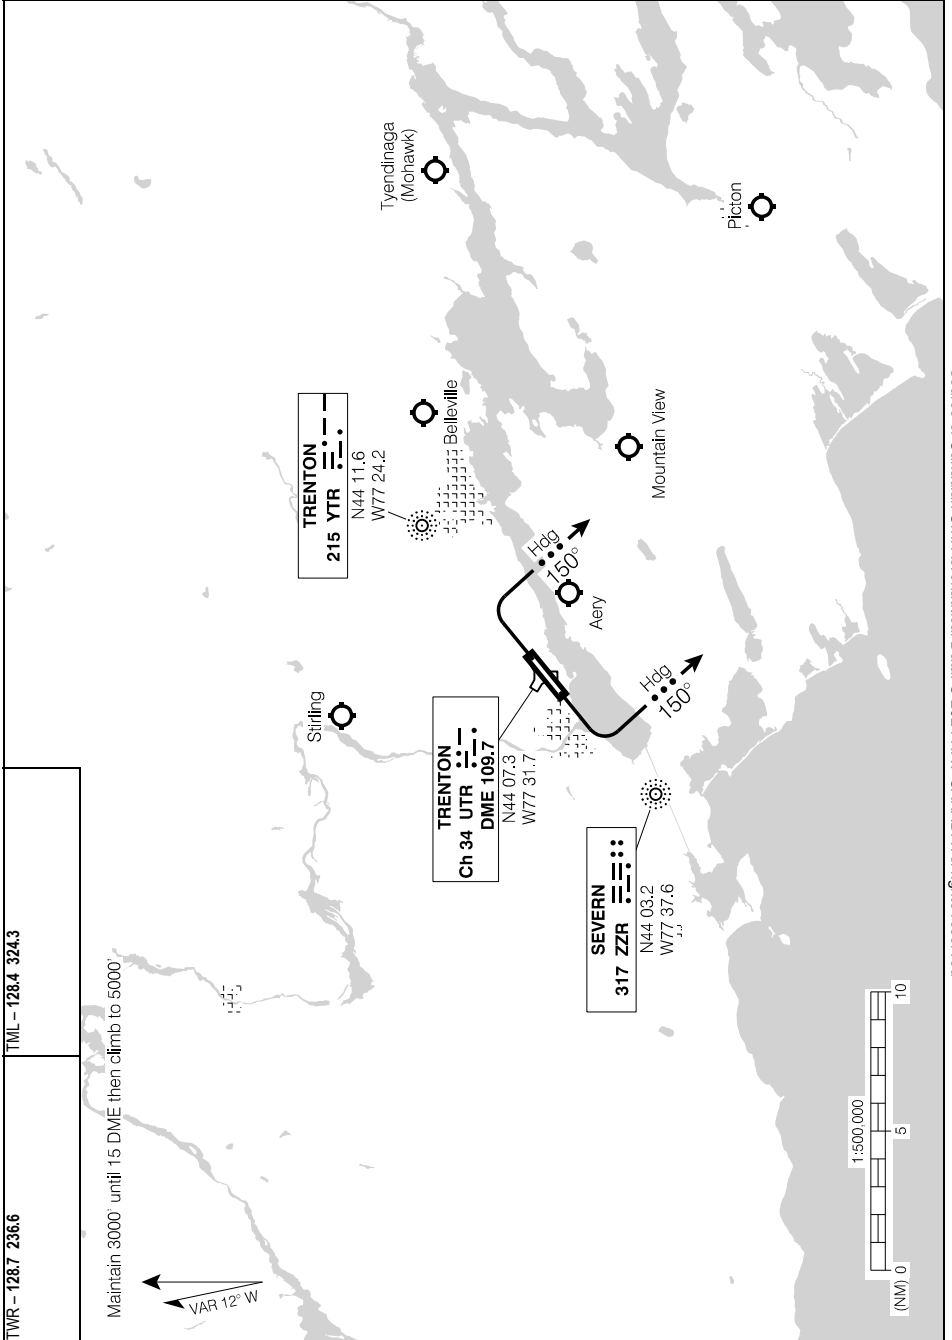 TWR – 128.7 236.6
TML – 128.4 324.3
Maintain 3000' until 15 DME then climb to 5000'
VAR 12° W
Stirling
TRENTON
215 YTR
N44 11.6
W77 24.2
Tyendinaga
(Mohawk)
Belleville
TRENTON
Ch 34 UTR
DME 109.7
N44 07.3
W77 31.7
Hdg
150°
Aery
Hdg
150°
Mountain View
Picton
SEVERN
317 ZZR
N44 03.2
W77 37.6
1:500,000
(NM) 0
5
10